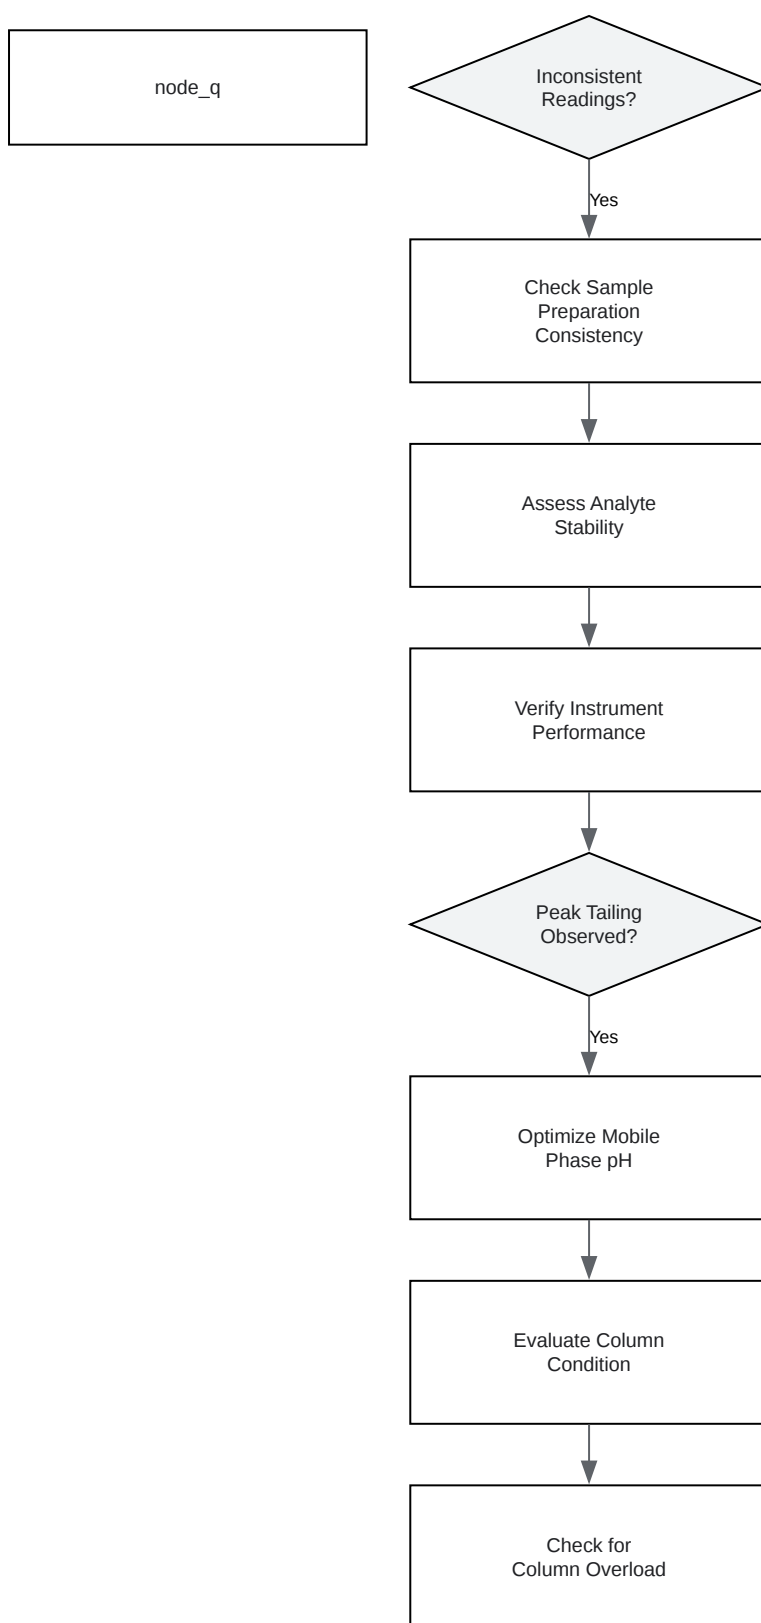 node_q
Inconsistent
Readings?
Yes
Check Sample
Preparation
Consistency
Assess Analyte
Stability
Verify Instrument
Performance
Peak Tailing
Observed?
Yes
Optimize Mobile
Phase pH
Evaluate Column
Condition
Check for
Column Overload